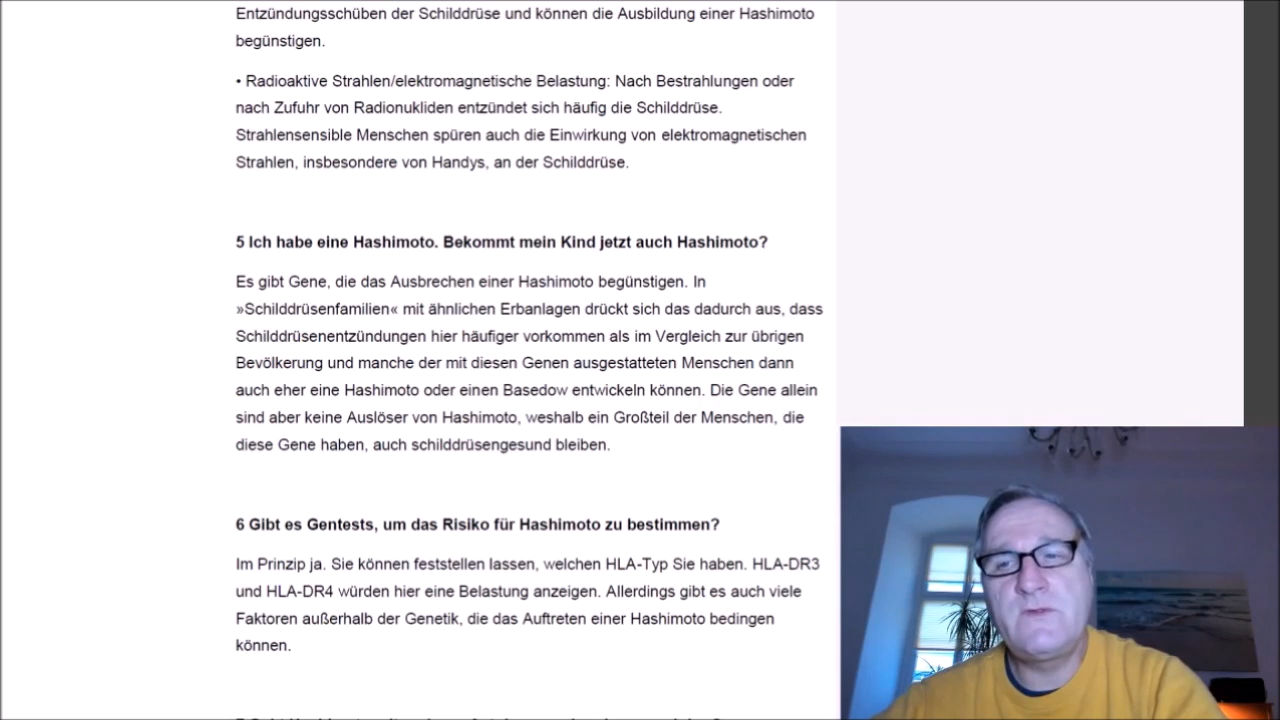 Entzündungsschüben der Schilddrüse und können die Ausbildung einer Hashimoto
begünstigen.
• Radioaktive Strahlen/elektromagnetische Belastung: Nach Bestrahlungen oder
nach Zufuhr von Radionukliden entzündet sich häufig die Schilddrüse.
Strahlensensible Menschen spüren auch die Einwirkung von elektromagnetischen
Strahlen, insbesondere von Handys, an der Schilddrüse.
5 Ich habe eine Hashimoto. Bekommt mein Kind jetzt auch Hashimoto?
Es gibt Gene, die das Ausbrechen einer Hashimoto begünstigen. In
»Schilddrüsenfamilien« mit ähnlichen Erbanlagen drückt sich das dadurch aus, dass
Schilddrüsenentzündungen hier häufiger vorkommen als im Vergleich zur übrigen
Bevölkerung und manche der mit diesen Genen ausgestatteten Menschen dann
auch eher eine Hashimoto oder einen Basedow entwickeln können. Die Gene allein
sind aber keine Auslöser von Hashimoto, weshalb ein Großteil der Menschen, die
diese Gene haben, auch schilddrüsengesund bleiben.
6 Gibt es Gentests, um das Risiko für Hashimoto zu bestimmen?
Im Prinzip ja. Sie können feststellen lassen, welchen HLA-Typ Sie haben. HLA-DR3
und HLA-DR4 würden hier eine Belastung anzeigen. Allerdings gibt es auch viele
Faktoren außerhalb der Genetik, die das Auftreten einer Hashimoto bedingen
können.